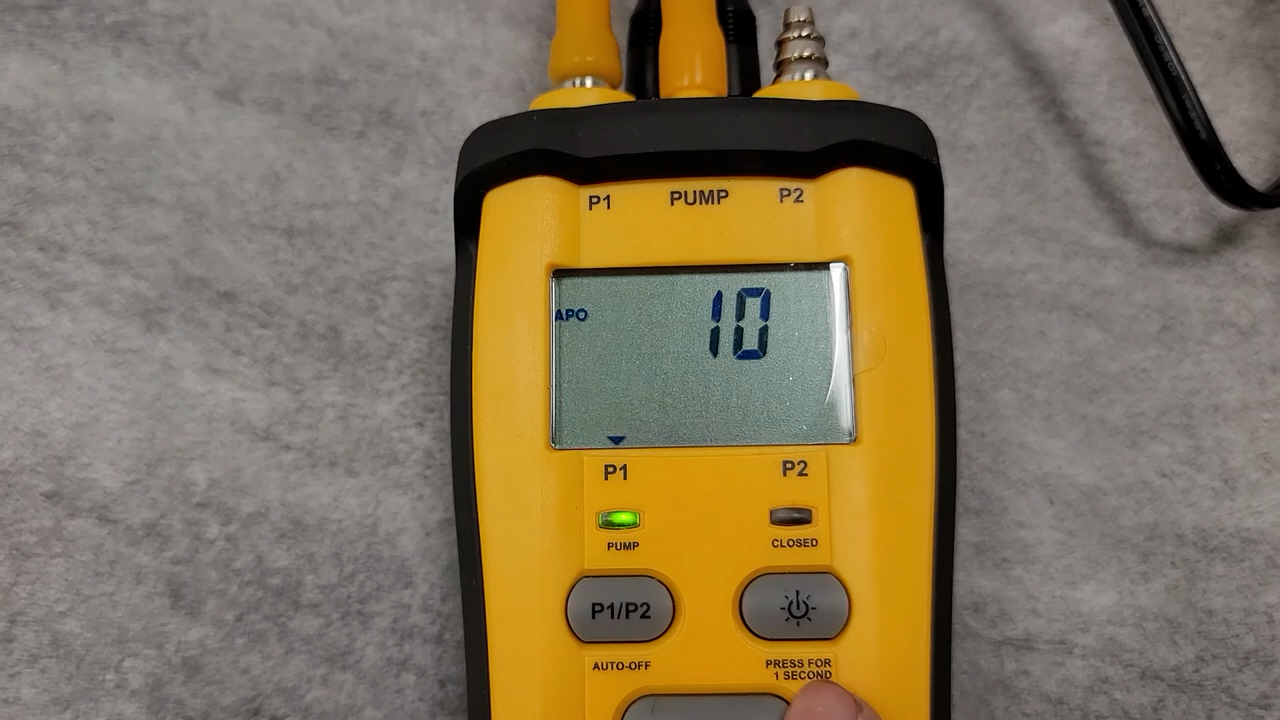 P1 PUMP P2
APO 10
P1 P2
PUMP CLOSED
P1/P2
AUTO-OFF PRESS FOR
1 SECOND